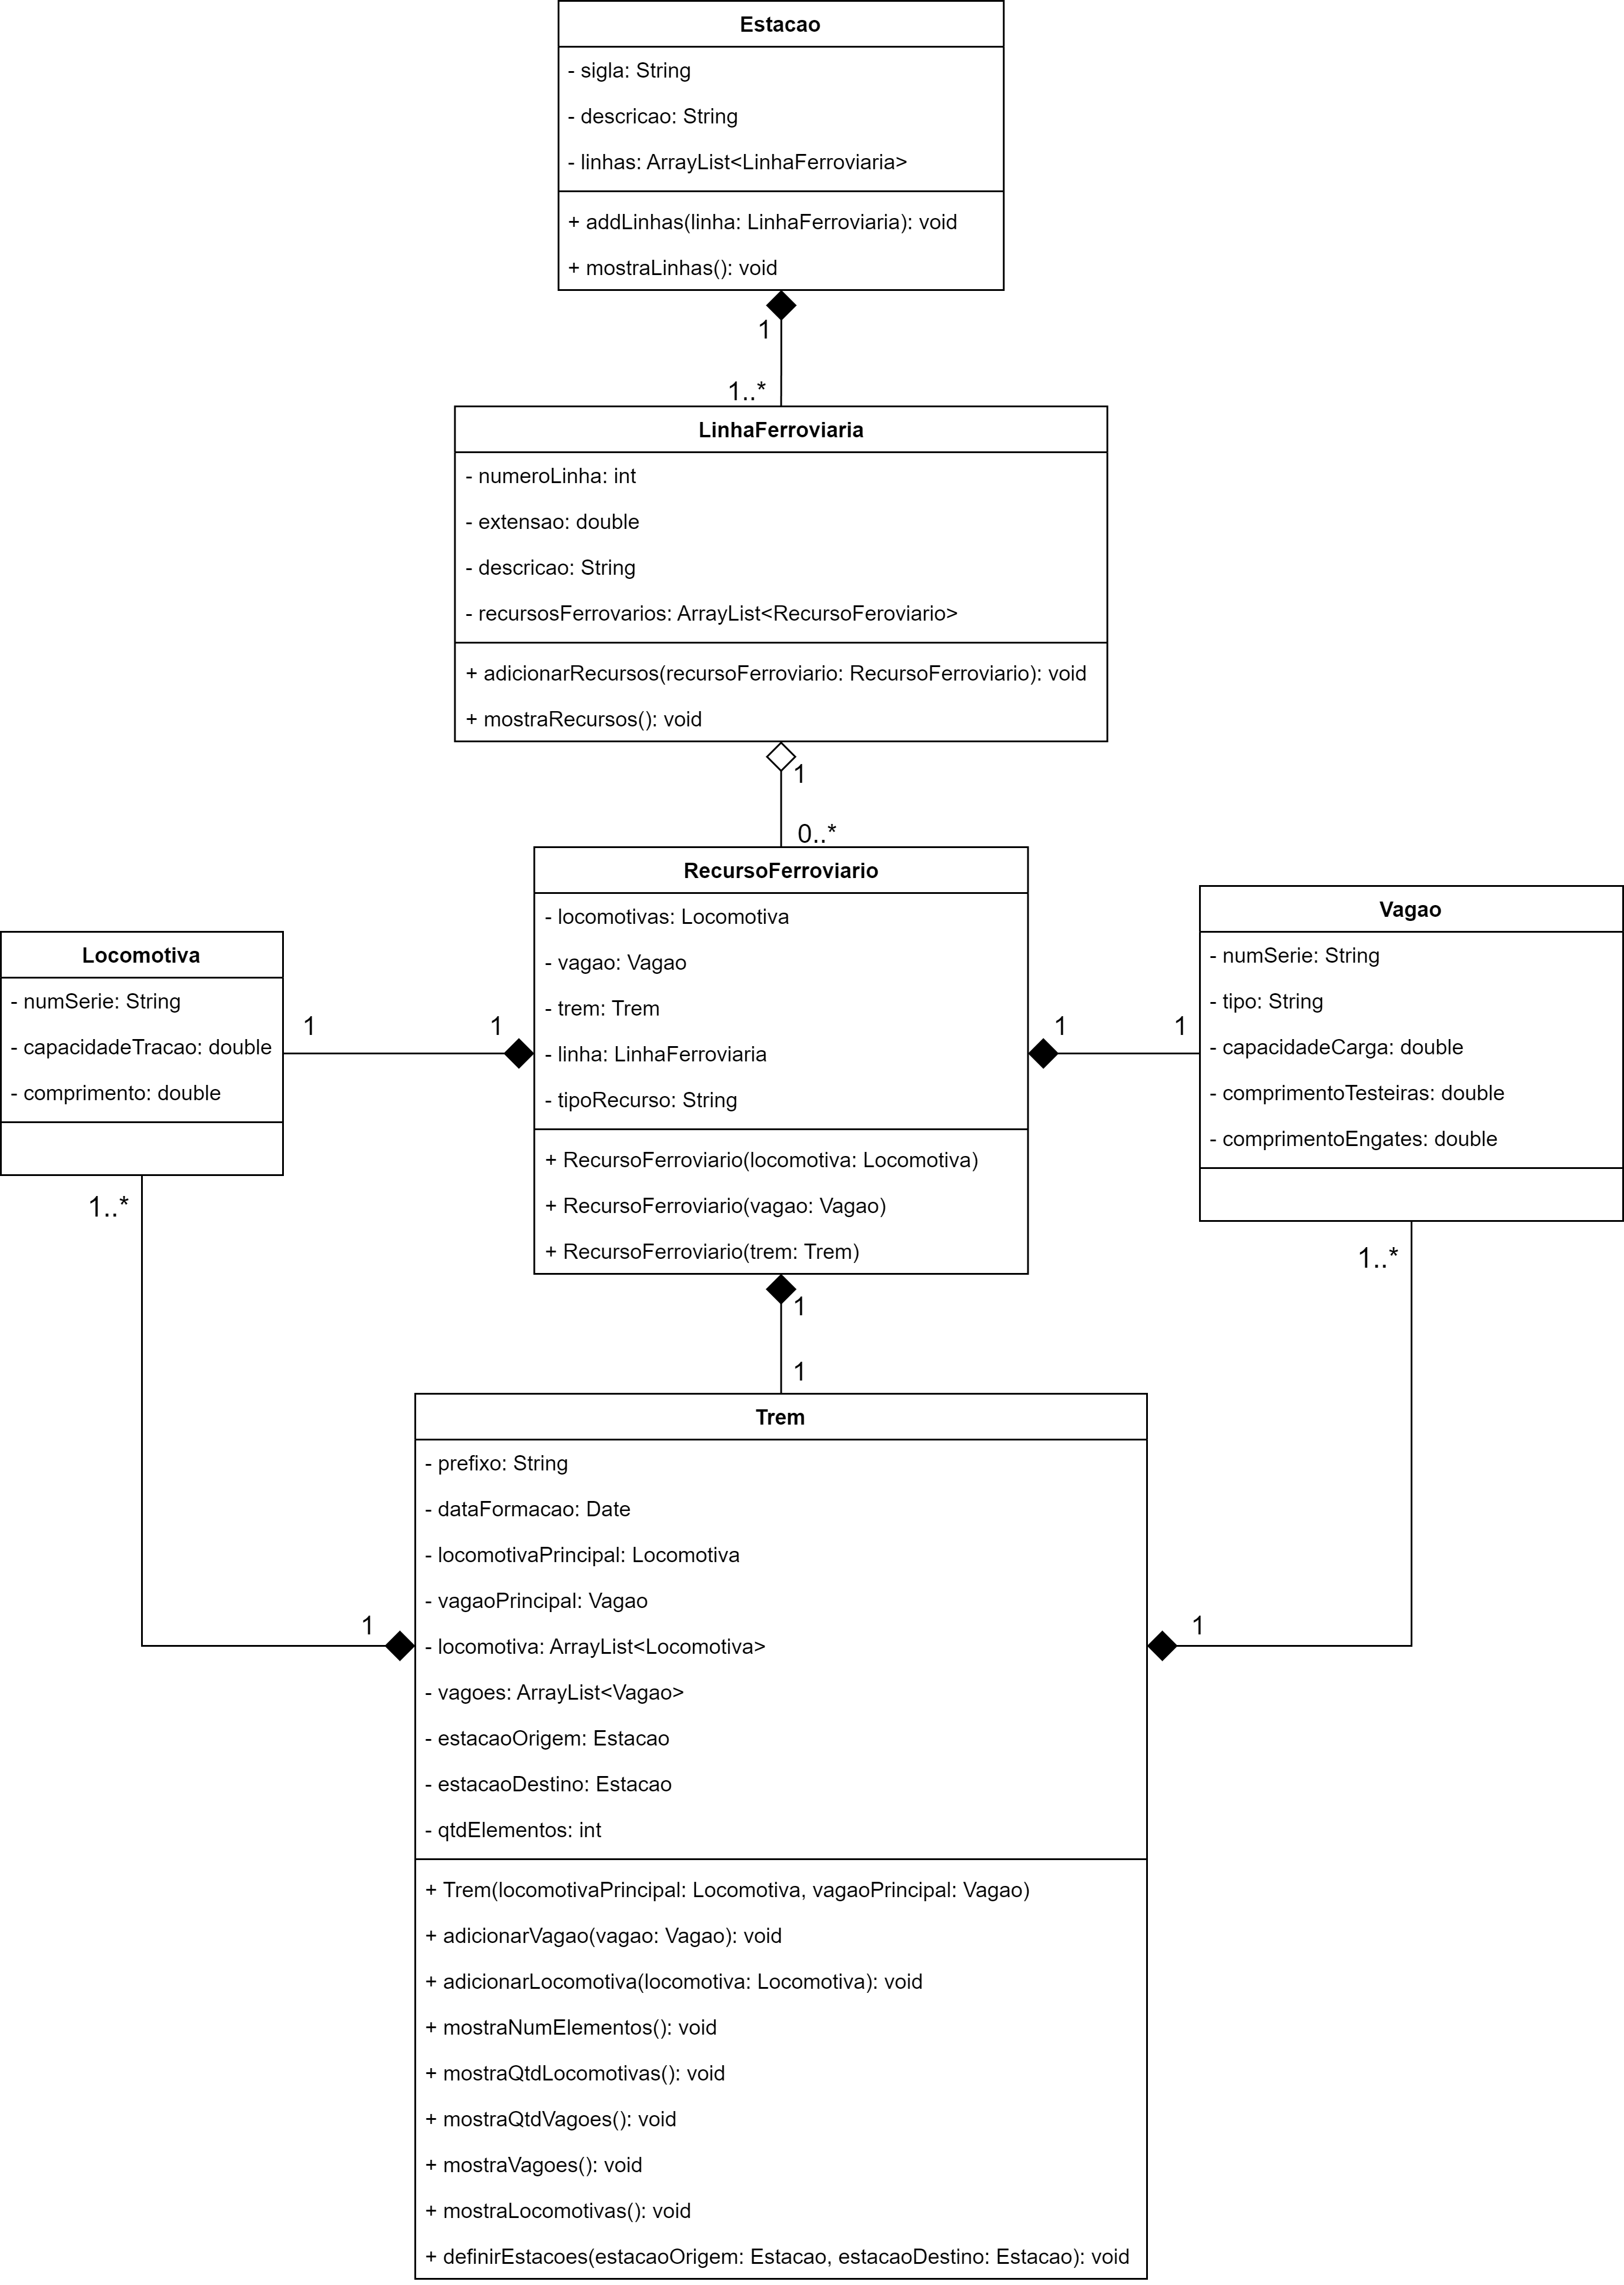 Estacao
- sigla: String
- descricao: String
- linhas: ArrayList<LinhaFerroviaria>
+ addLinhas(linha: LinhaFerroviaria): void
+ mostraLinhas(): void
1
1..*
LinhaFerroviaria
- numeroLinha: int
- extensao: double
- descricao: String
- recursosFerrovarios: ArrayList<RecursoFeroviario>
+ adicionarRecursos(recursoFerroviario: RecursoFerroviario): void
+ mostraRecursos(): void
1
0..*
RecursoFerroviario
- locomotivas: Locomotiva
- vagao: Vagao
- trem: Trem
- linha: LinhaFerroviaria
- tipoRecurso: String
+ RecursoFerroviario(locomotiva: Locomotiva)
+ RecursoFerroviario(vagao: Vagao)
+ RecursoFerroviario(trem: Trem)
Locomotiva
- numSerie: String
- capacidadeTracao: double
- comprimento: double
1
1
1..*
Vagao
- numSerie: String
- tipo: String
- capacidadeCarga: double
- comprimentoTesteiras: double
- comprimentoEngates: double
1
1
1..*
1
1
Trem
- prefixo: String
- dataFormacao: Date
- locomotivaPrincipal: Locomotiva
- vagaoPrincipal: Vagao
- locomotiva: ArrayList<Locomotiva>
- vagoes: ArrayList<Vagao>
- estacaoOrigem: Estacao
- estacaoDestino: Estacao
- qtdElementos: int
+ Trem(locomotivaPrincipal: Locomotiva, vagaoPrincipal: Vagao)
+ adicionarVagao(vagao: Vagao): void
+ adicionarLocomotiva(locomotiva: Locomotiva): void
+ mostraNumElementos(): void
+ mostraQtdLocomotivas(): void
+ mostraQtdVagoes(): void
+ mostraVagoes(): void
+ mostraLocomotivas(): void
+ definirEstacoes(estacaoOrigem: Estacao, estacaoDestino: Estacao): void
1
1